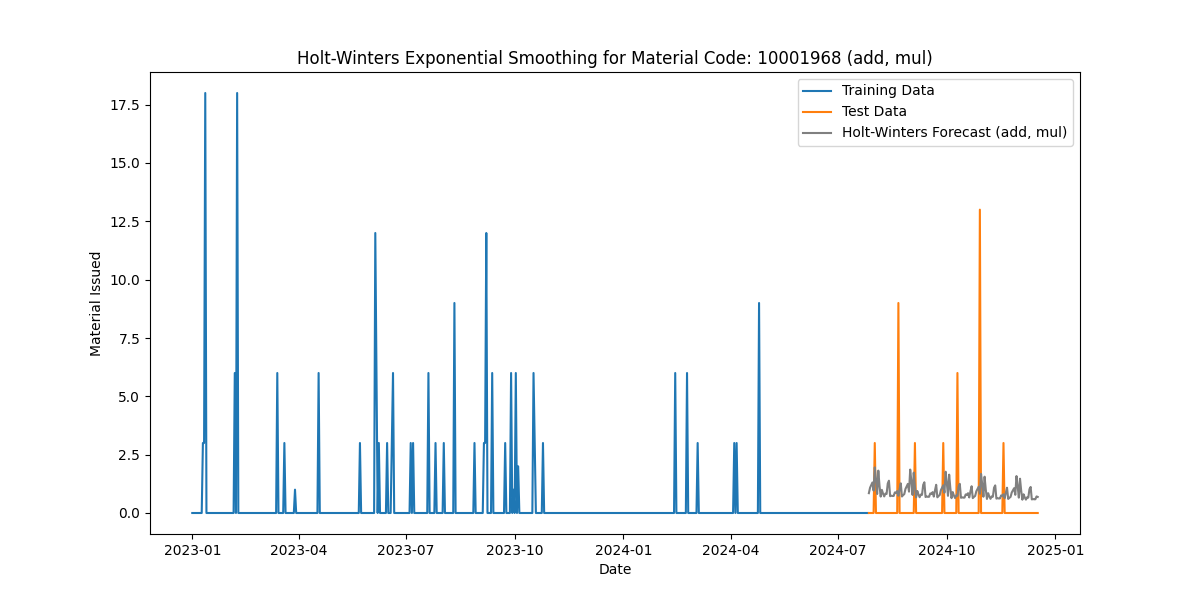 Holt-Winters Exponential Smoothing for Material Code: 10001968 (add, mul)
Training Data
Test Data
Holt-Winters Forecast (add, mul)
Material Issued
17.5
15.0
12.5
10.0
7.5
5.0
2.5
0.0
2023-01 2023-04 2023-07 2023-10 2024-01 2024-04 2024-07 2024-10 2025-01
Date